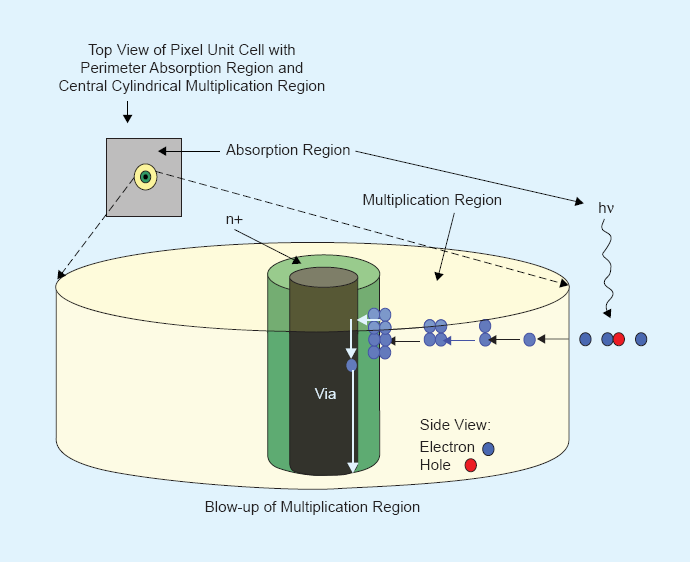 Top View of Pixel Unit Cell with
Perimeter Absorption Region and
Central Cylindrical Multiplication Region
Absorption Region
Multiplication Region
hν
n+
Via
Side View:
Electron
Hole
Blow-up of Multiplication Region